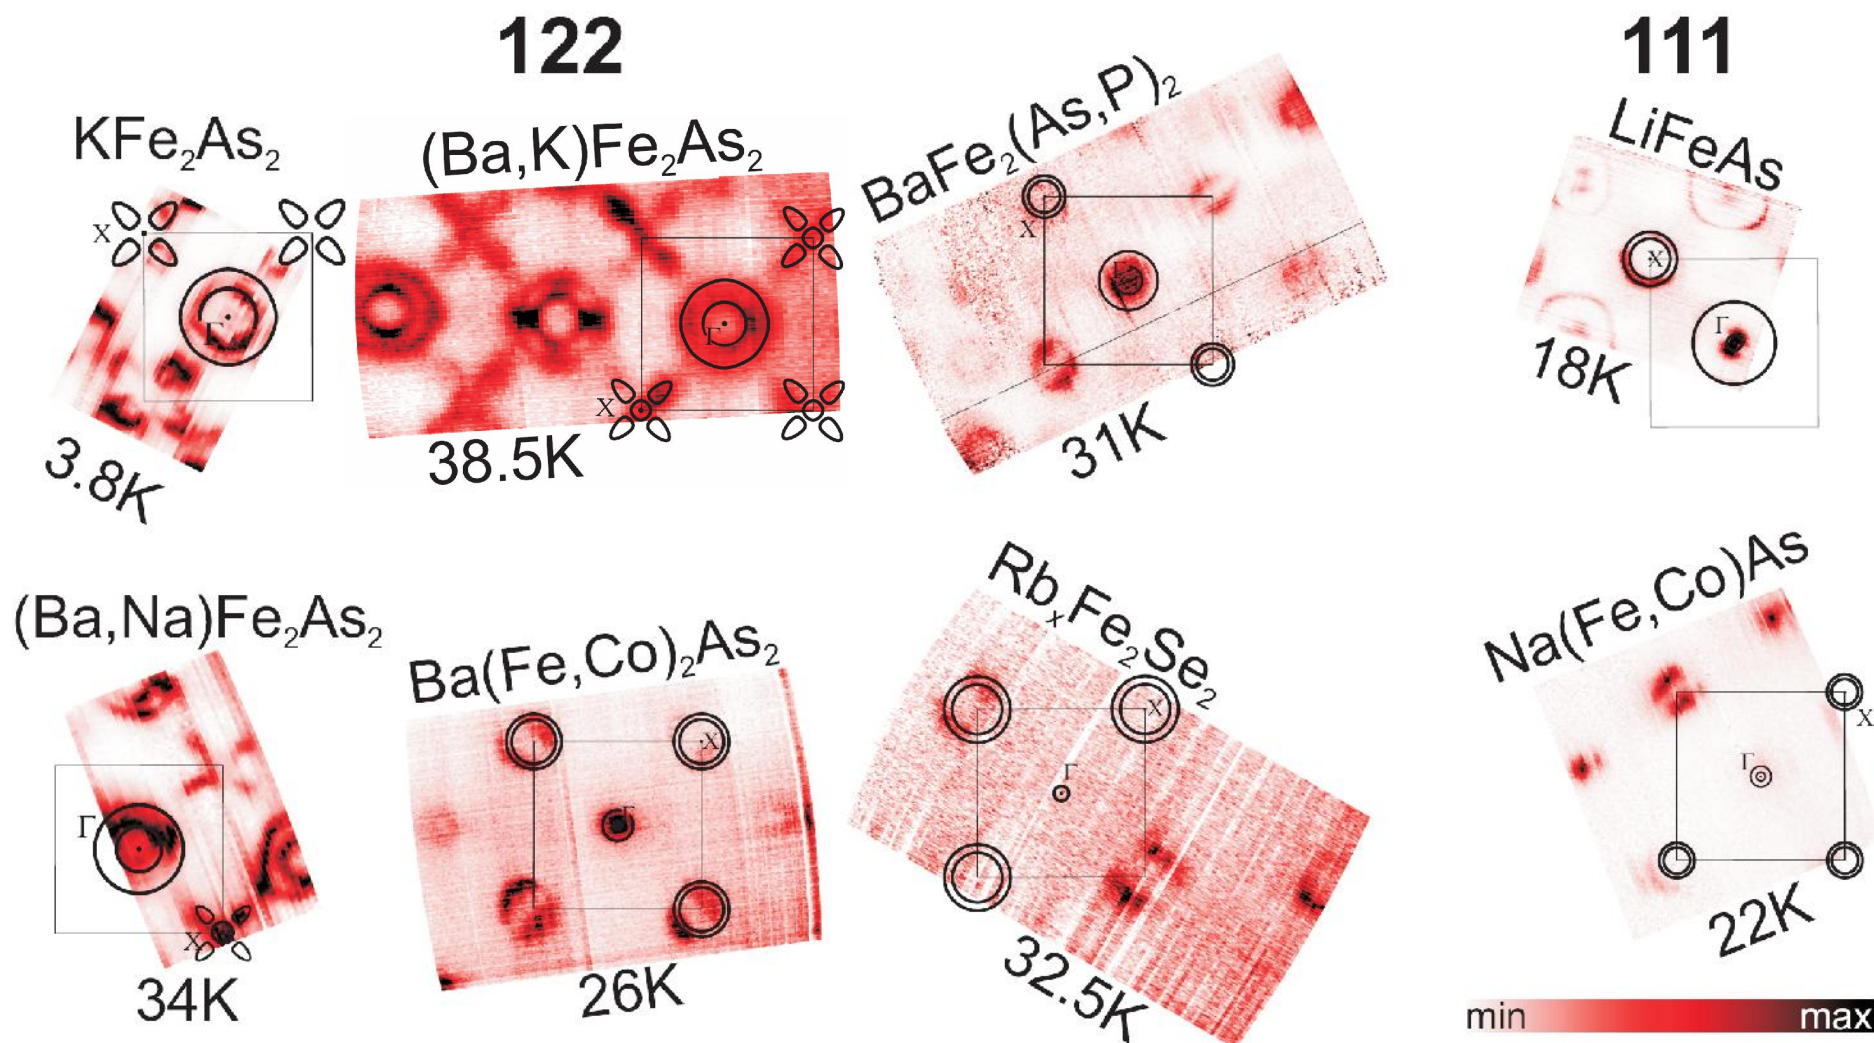 122
111
KFe₂As₂
X
Γ
3.8K
(Ba,K)Fe₂As₂
Γ
X
38.5K
BaFe₂(As,P)₂
X
Γ
31K
LiFeAs
X
Γ
18K
(Ba,Na)Fe₂As₂
Γ
X
34K
Ba(Fe,Co)₂As₂
X
Γ
26K
RbₓFe₂Se₂
X
Γ
32.5K
Na(Fe,Co)As
X
Γ
22K
min max